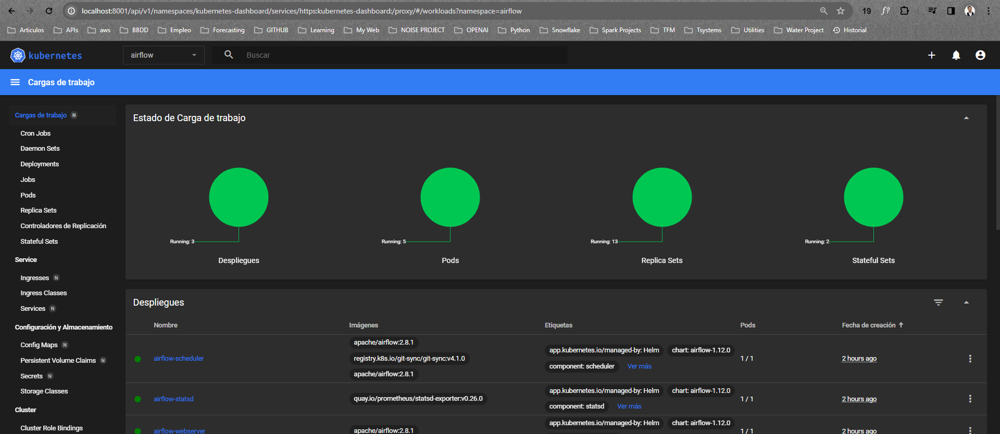 localhost:8001/api/v1/namespaces/kubernetes-dashboard/services/https:kubernetes-dashboard:/proxy/#/workloads?namespace=airflow
19 f?
Articulos APIs aws BBDD Empleo Forecasting GITHUB Learning My Web NOISE PROJECT OPENAI Python Snowflake Spark Projects TFM Tsystems Utilities Water Project Historial
kubernetes airflow Buscar
Cargas de trabajo
Cargas de trabajo N
Cron Jobs
Daemon Sets
Deployments
Jobs
Pods
Replica Sets
Controladores de Replicación
Stateful Sets
Service
Ingresses N
Ingress Classes
Services N
Configuración y Almacenamiento
Config Maps N
Persistent Volume Claims N
Secrets N
Storage Classes
Cluster
Cluster Role Bindings
Estado de Carga de trabajo
Running: 3 Running: 5 Running: 13 Running: 2
Despliegues Pods Replica Sets Stateful Sets
Despliegues
Nombre Imágenes Etiquetas Pods Fecha de creación
airflow-scheduler
apache/airflow:2.8.1
registry.k8s.io/git-sync/git-sync:v4.1.0
apache/airflow:2.8.1
app.kubernetes.io/managed-by: Helm chart: airflow-1.12.0
component: scheduler Ver más
1 / 1
2 hours ago
airflow-statsd
quay.io/prometheus/statsd-exporter:v0.26.0
app.kubernetes.io/managed-by: Helm chart: airflow-1.12.0
component: statsd Ver más
1 / 1
2 hours ago
airflow-webserver
apache/airflow:2.8.1
app.kubernetes.io/managed-by: Helm chart: airflow-1.12.0
1 / 1
2 hours ago